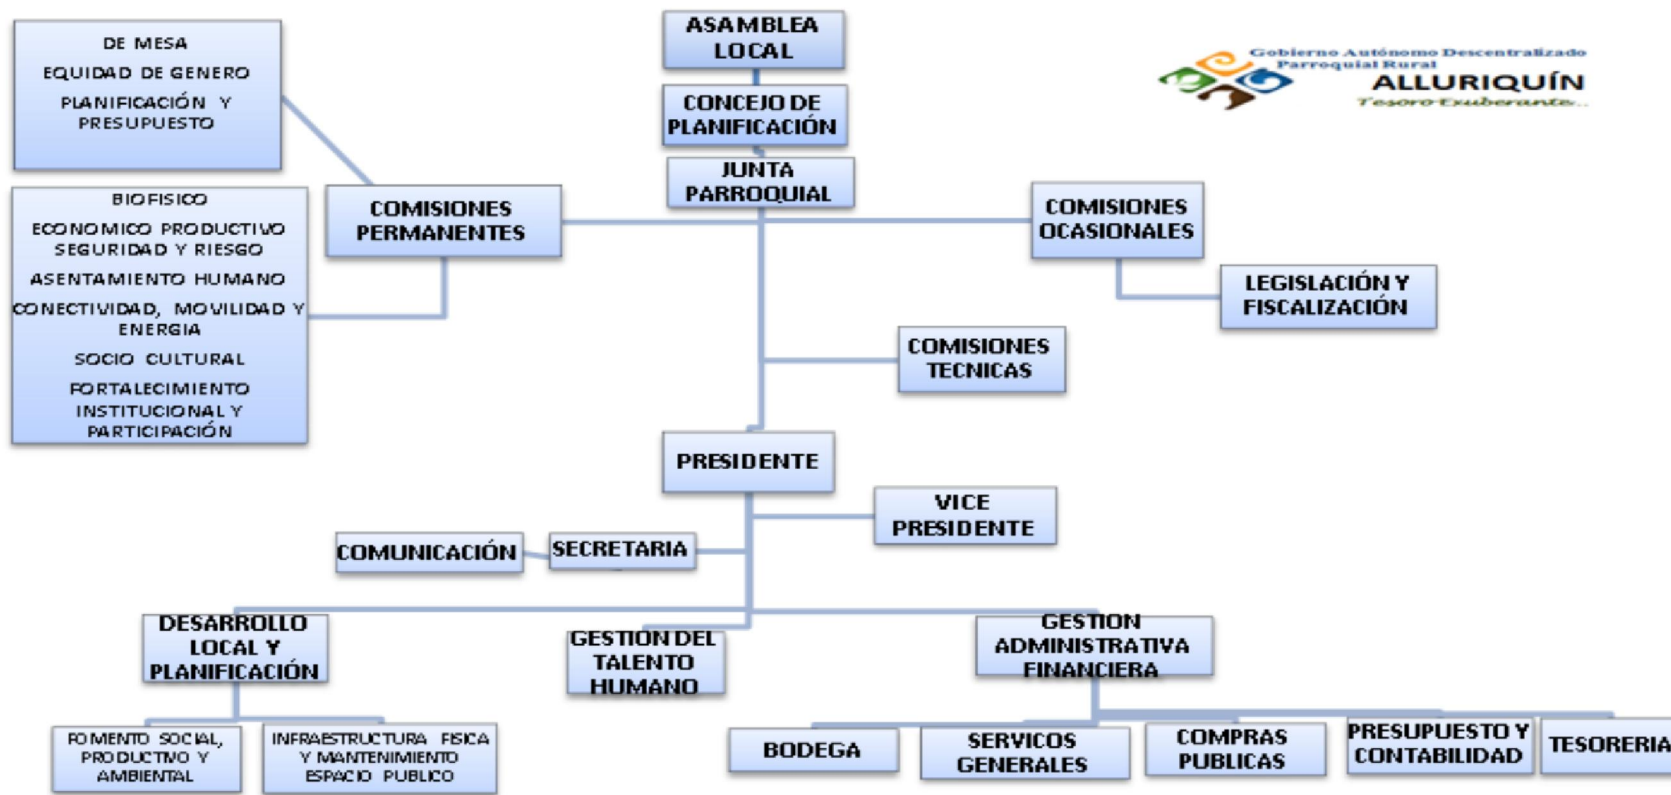 DE MESA
EQUIDAD DE GENERO
PLANIFICACIÓN Y
PRESUPUESTO
ASAMBLEA
LOCAL
CONCEJO DE
PLANIFICACIÓN
JUNTA
PARROQUIAL
Gobierno Autónomo Descentralizado
Parroquial Rural
ALLURIQUÍN
Tesoro Exuberante...
BIOFISICO
ECONOMICO PRODUCTIVO
SEGURIDAD Y RIESGO
ASENTAMIENTO HUMANO
CONECTIVIDAD, MOVILIDAD Y
ENERGIA
SOCIO CULTURAL
FORTALECIMIENTO
INSTITUCIONAL Y
PARTICIPACIÓN
COMISIONES
PERMANENTES
COMISIONES
OCASIONALES
LEGISLACIÓN Y
FISCALIZACIÓN
COMISIONES
TECNICAS
PRESIDENTE
VICE
PRESIDENTE
COMUNICACIÓN
SECRETARIA
DESARROLLO
LOCAL Y
PLANIFICACIÓN
GESTION DEL
TALENTO
HUMANO
GESTION
ADMINISTRATIVA
FINANCIERA
FOMENTO SOCIAL,
PRODUCTIVO Y
AMBIENTAL
INFRAESTRUCTURA FISICA
Y MANTENIMIENTO
ESPACIO PUBLICO
BODEGA
SERVICOS
GENERALES
COMPRAS
PUBLICAS
PRESUPUESTO Y
CONTABILIDAD
TESORERIA